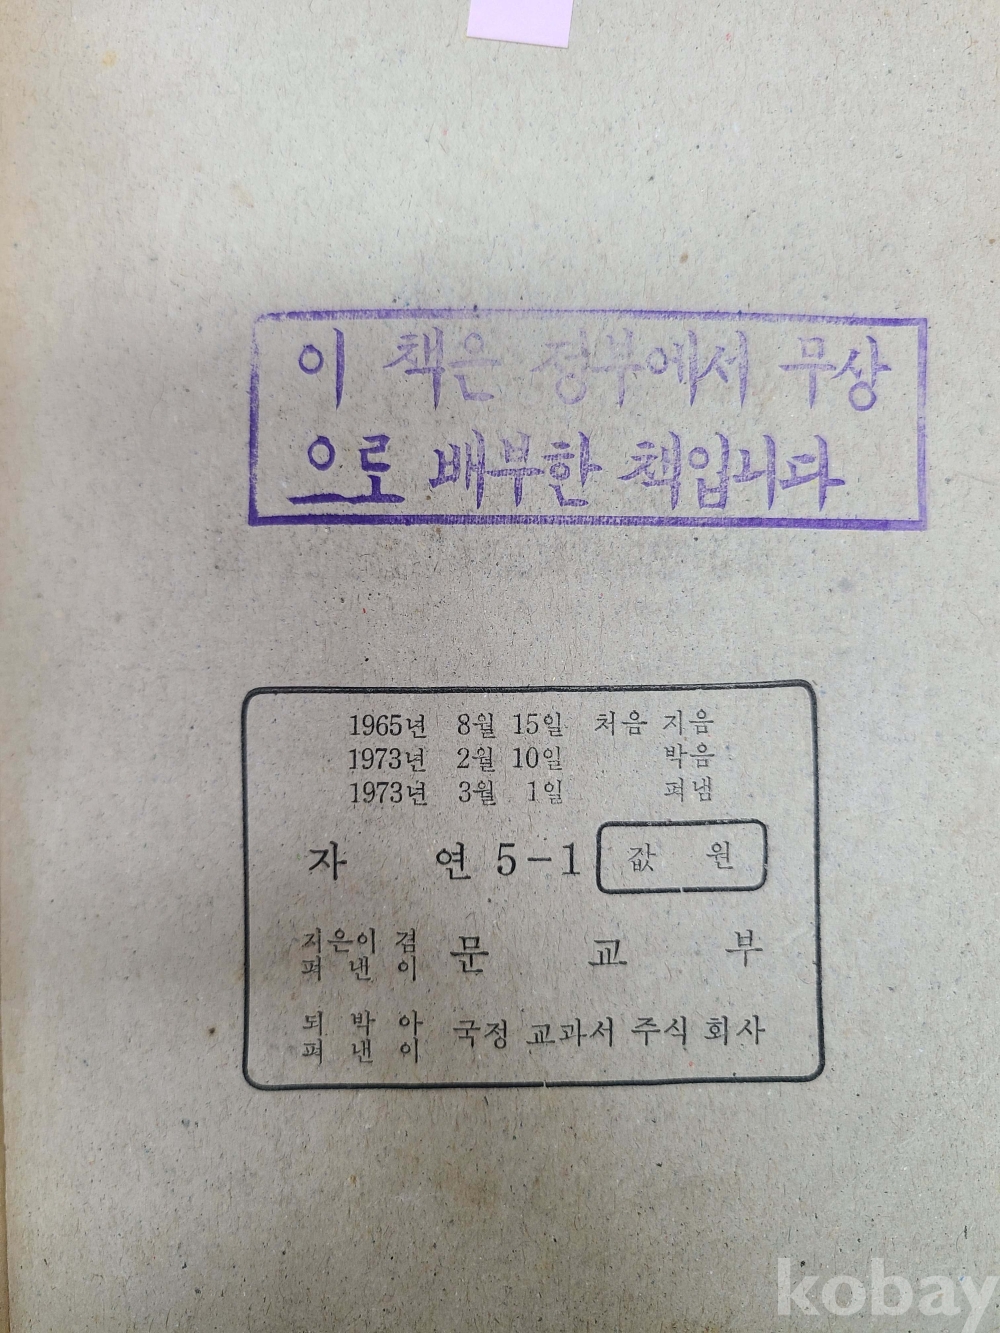 이 책은 정부에서 무상
으로 배부한 책입니다
1965년 8월 15일 처음 지음
1973년 2월 10일 박음
1973년 3월 1일 펴냄
자 연 5-1 값 원
지은이 겸
펴 낸 이 문 교 부
되 박 아
펴 낸 이 국정 교과서 주식 회사
kobay